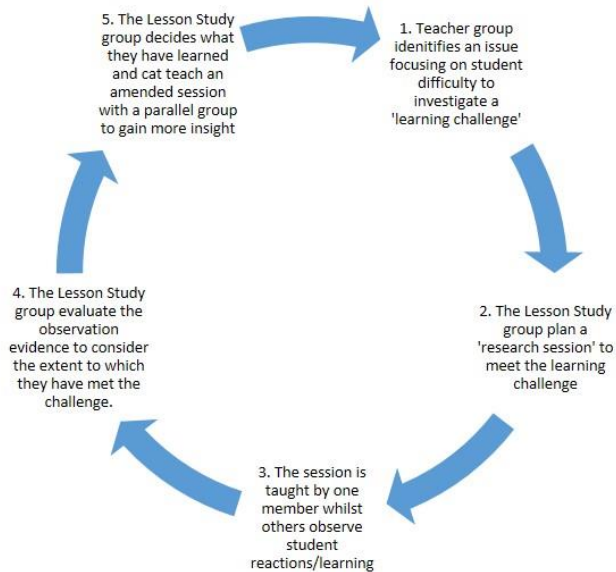 1. Teacher group
idenitifies an issue
focusing on student
difficulty to
investigate a
'learning challenge'
2. The Lesson Study
group plan a
'research session' to
meet the learning
challenge
3. The session is
taught by one
member whilst
others observe
student
reactions/learning
4. The Lesson Study
group evaluate the
observation
evidence to consider
the extent to which
they have met the
challenge.
5. The Lesson Study
group decides what
they have learned
and cat teach an
amended session
with a parallel group
to gain more insight